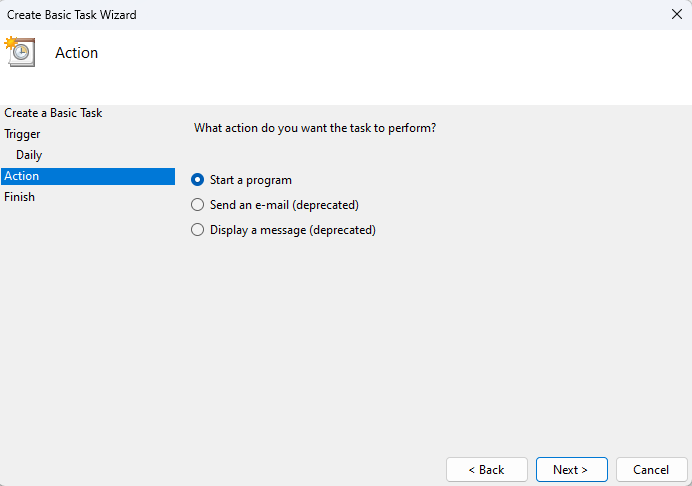 Create Basic Task Wizard
Action
Create a Basic Task
Trigger
Daily
Action
Finish
What action do you want the task to perform?
Start a program
Send an e-mail (deprecated)
Display a message (deprecated)
< Back
Next >
Cancel